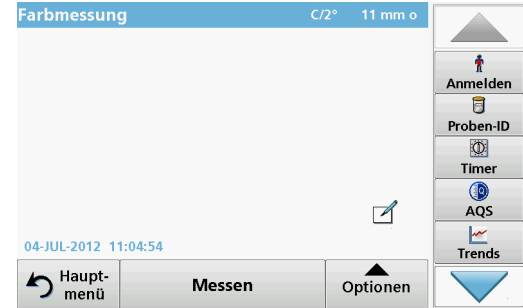 Farbmessung C/2° 11 mm o
Anmelden
Proben-ID
Timer
AQS
Trends
04-JUL-2012 11:04:54
Haupt-
menü
Messen
Optionen